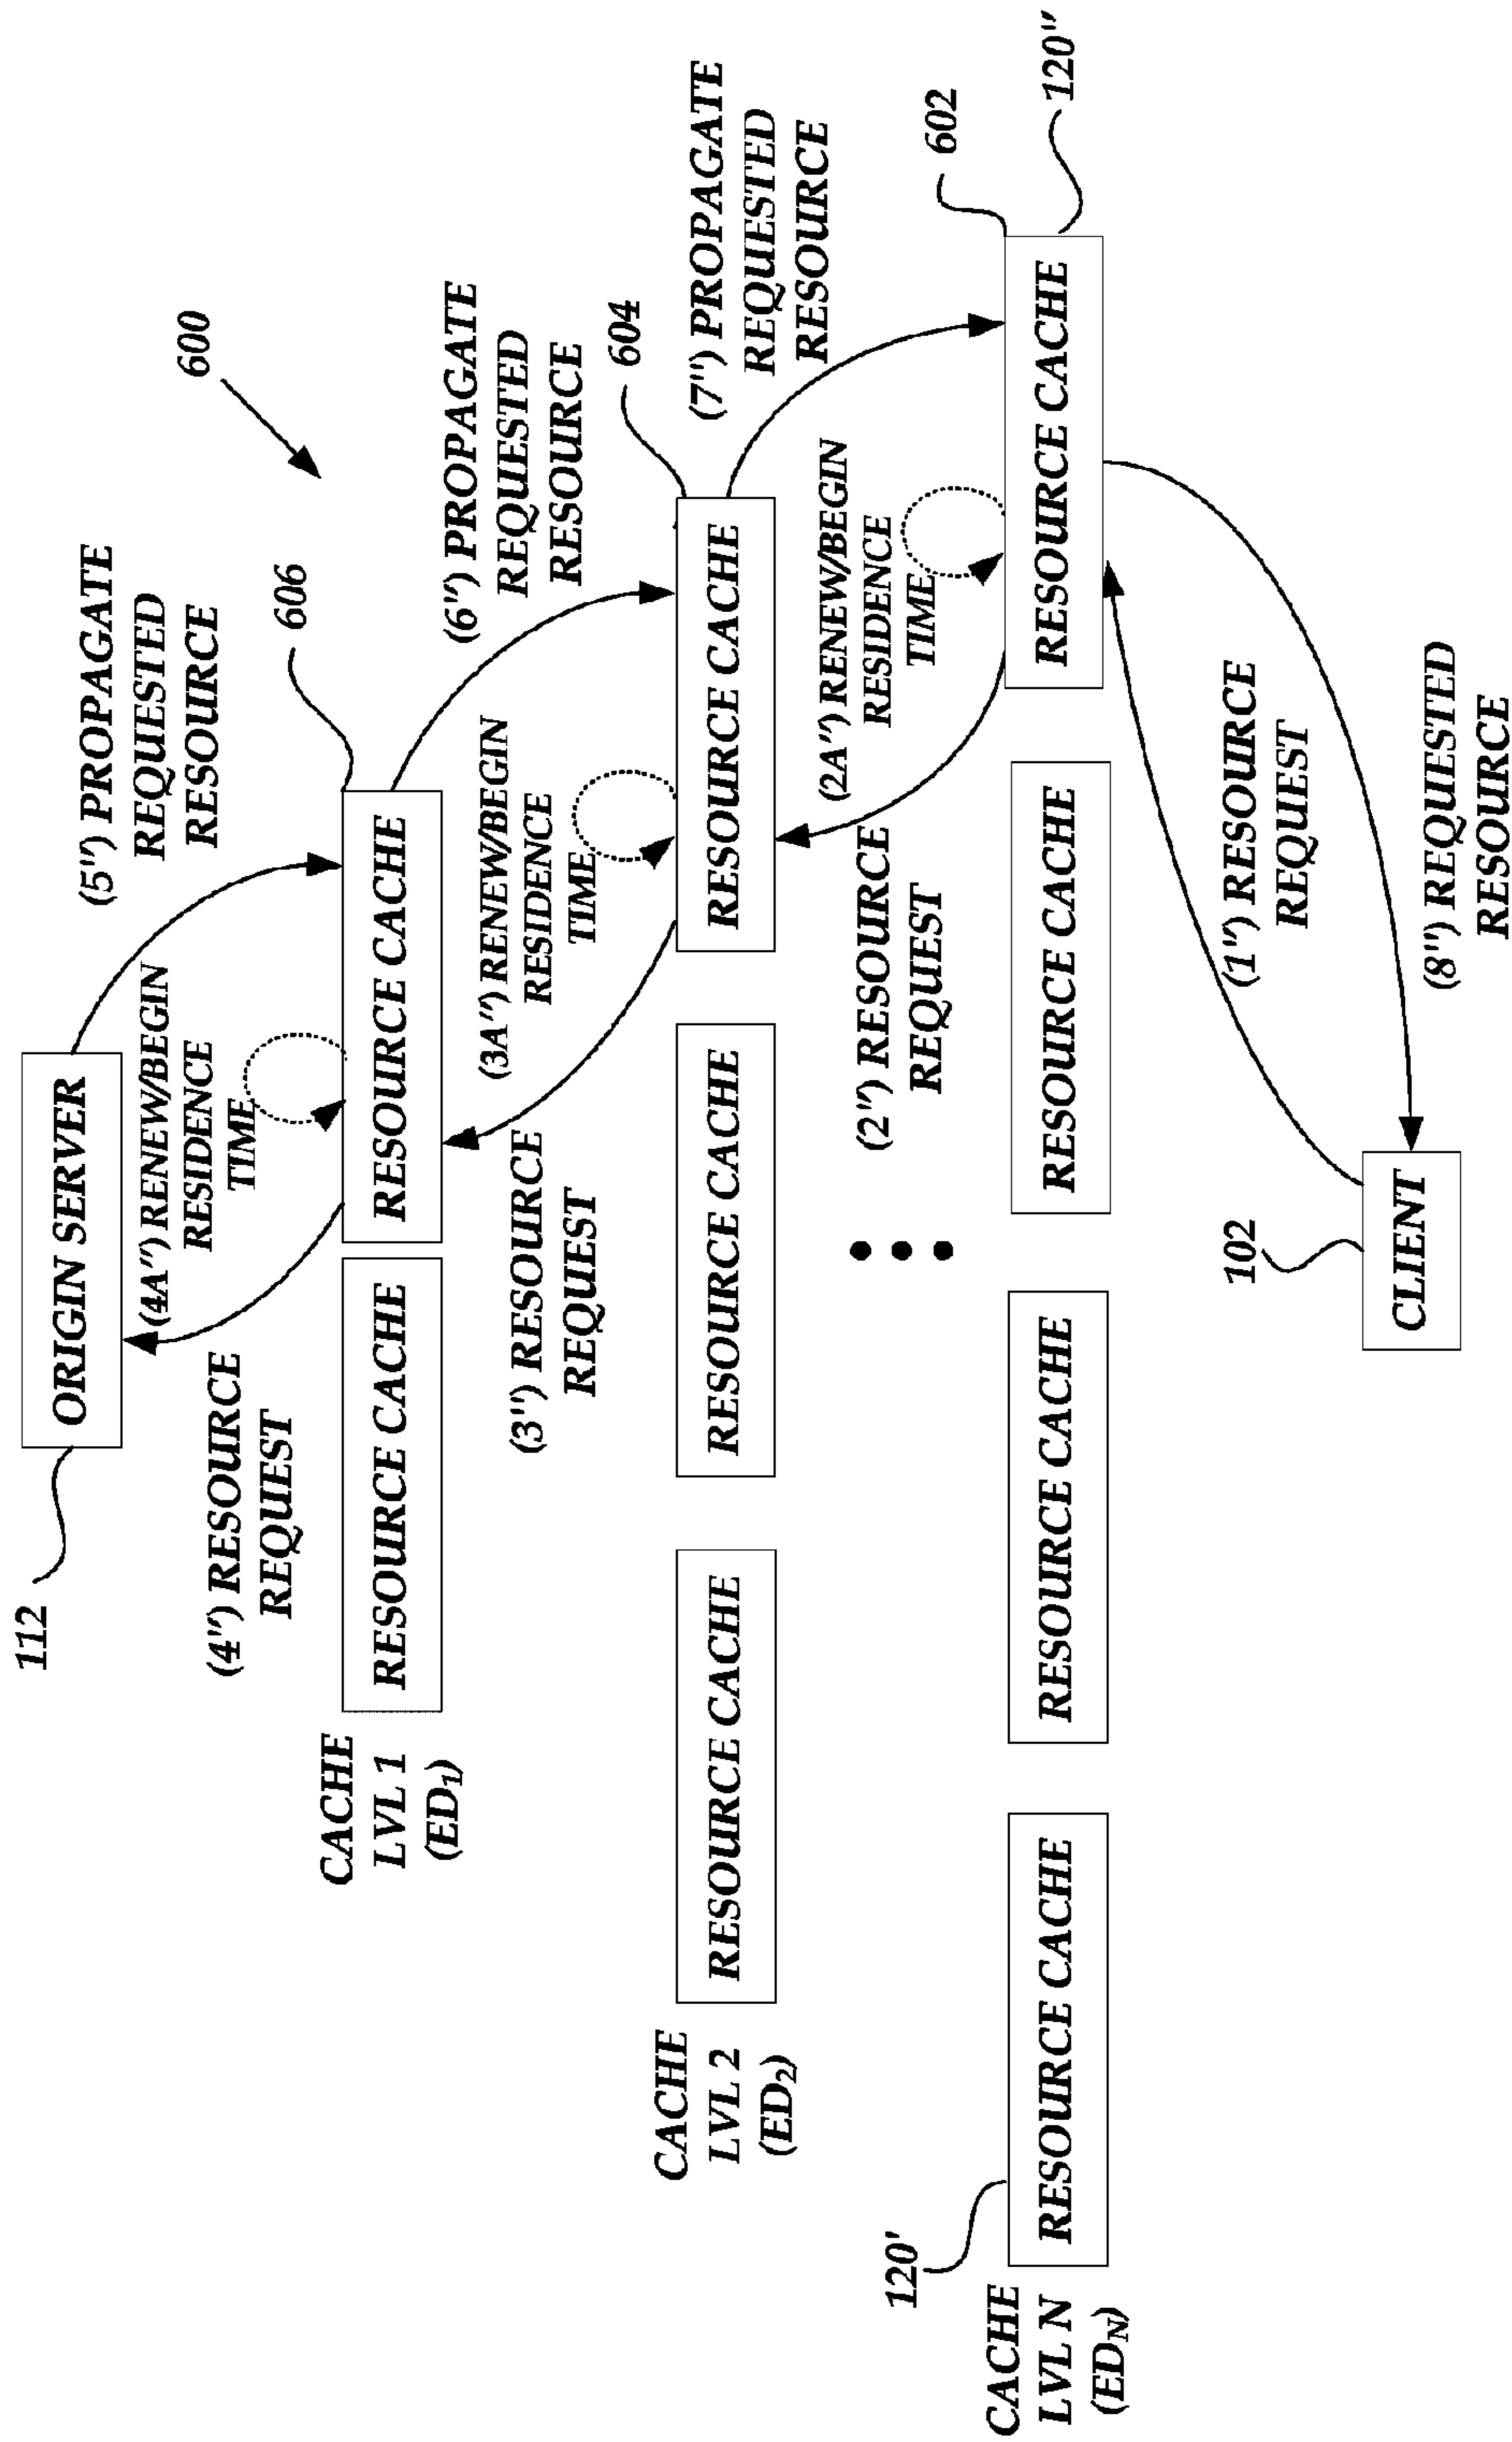 600
112
ORIGIN SERVER
(5") PROPAGATE
REQUESTED
RESOURCE
(4A") RENEW/BEGIN
RESIDENCE
TIME
(4") RESOURCE
REQUEST
606
CACHE
LVL 1
(ED1)
RESOURCE CACHE
RESOURCE CACHE
(6") PROPAGATE
REQUESTED
RESOURCE
(3A") RENEW/BEGIN
RESIDENCE
TIME
(3") RESOURCE
REQUEST
604
CACHE
LVL 2
(ED2)
RESOURCE CACHE
RESOURCE CACHE
RESOURCE CACHE
(7") PROPAGATE
REQUESTED
RESOURCE
(2A") RENEW/BEGIN
RESIDENCE
TIME
(2") RESOURCE
REQUEST
602
120'
CACHE
LVL N
(EDN)
RESOURCE CACHE
RESOURCE CACHE
RESOURCE CACHE
RESOURCE CACHE
120"
(1") RESOURCE
REQUEST
102
CLIENT
(8") REQUESTED
RESOURCE